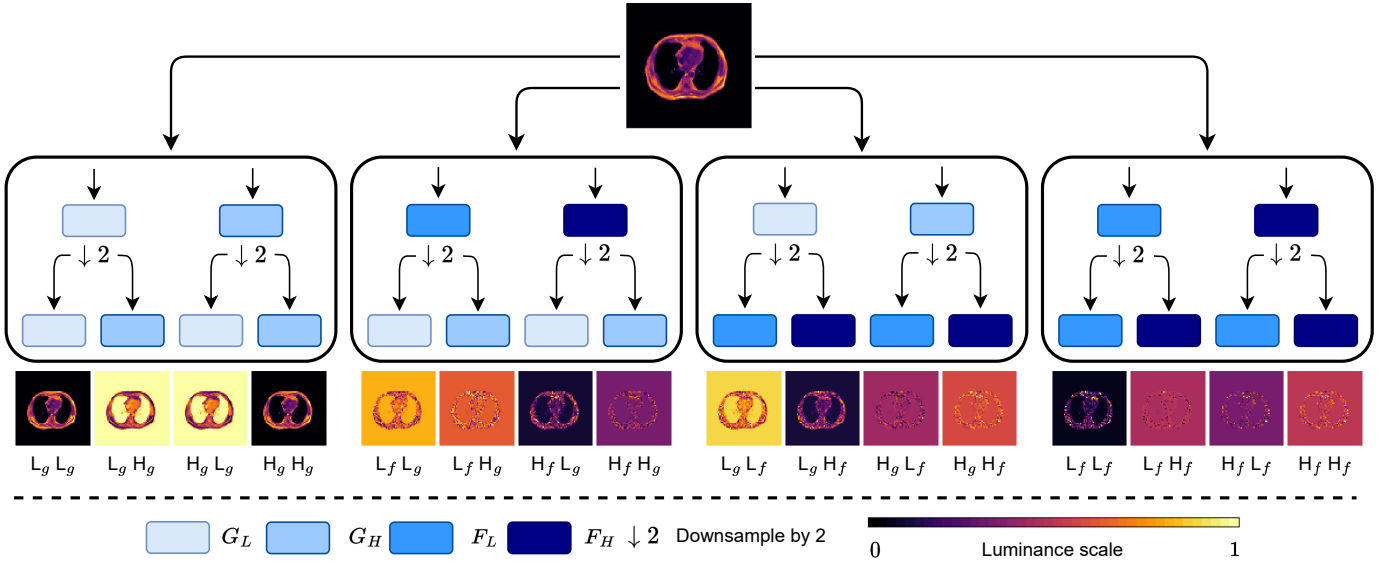 ↓ 2 ↓ 2 ↓ 2 ↓ 2 ↓ 2 ↓ 2 ↓ 2 ↓ 2
L_g L_g L_g H_g H_g L_g H_g H_g L_f L_g L_f H_g H_f L_g H_f H_g L_g L_f L_g H_f H_g L_f H_g H_f L_f L_f L_f H_f H_f L_f H_f H_f
G_L G_H F_L F_H ↓ 2 Downsample by 2
0 Luminance scale 1